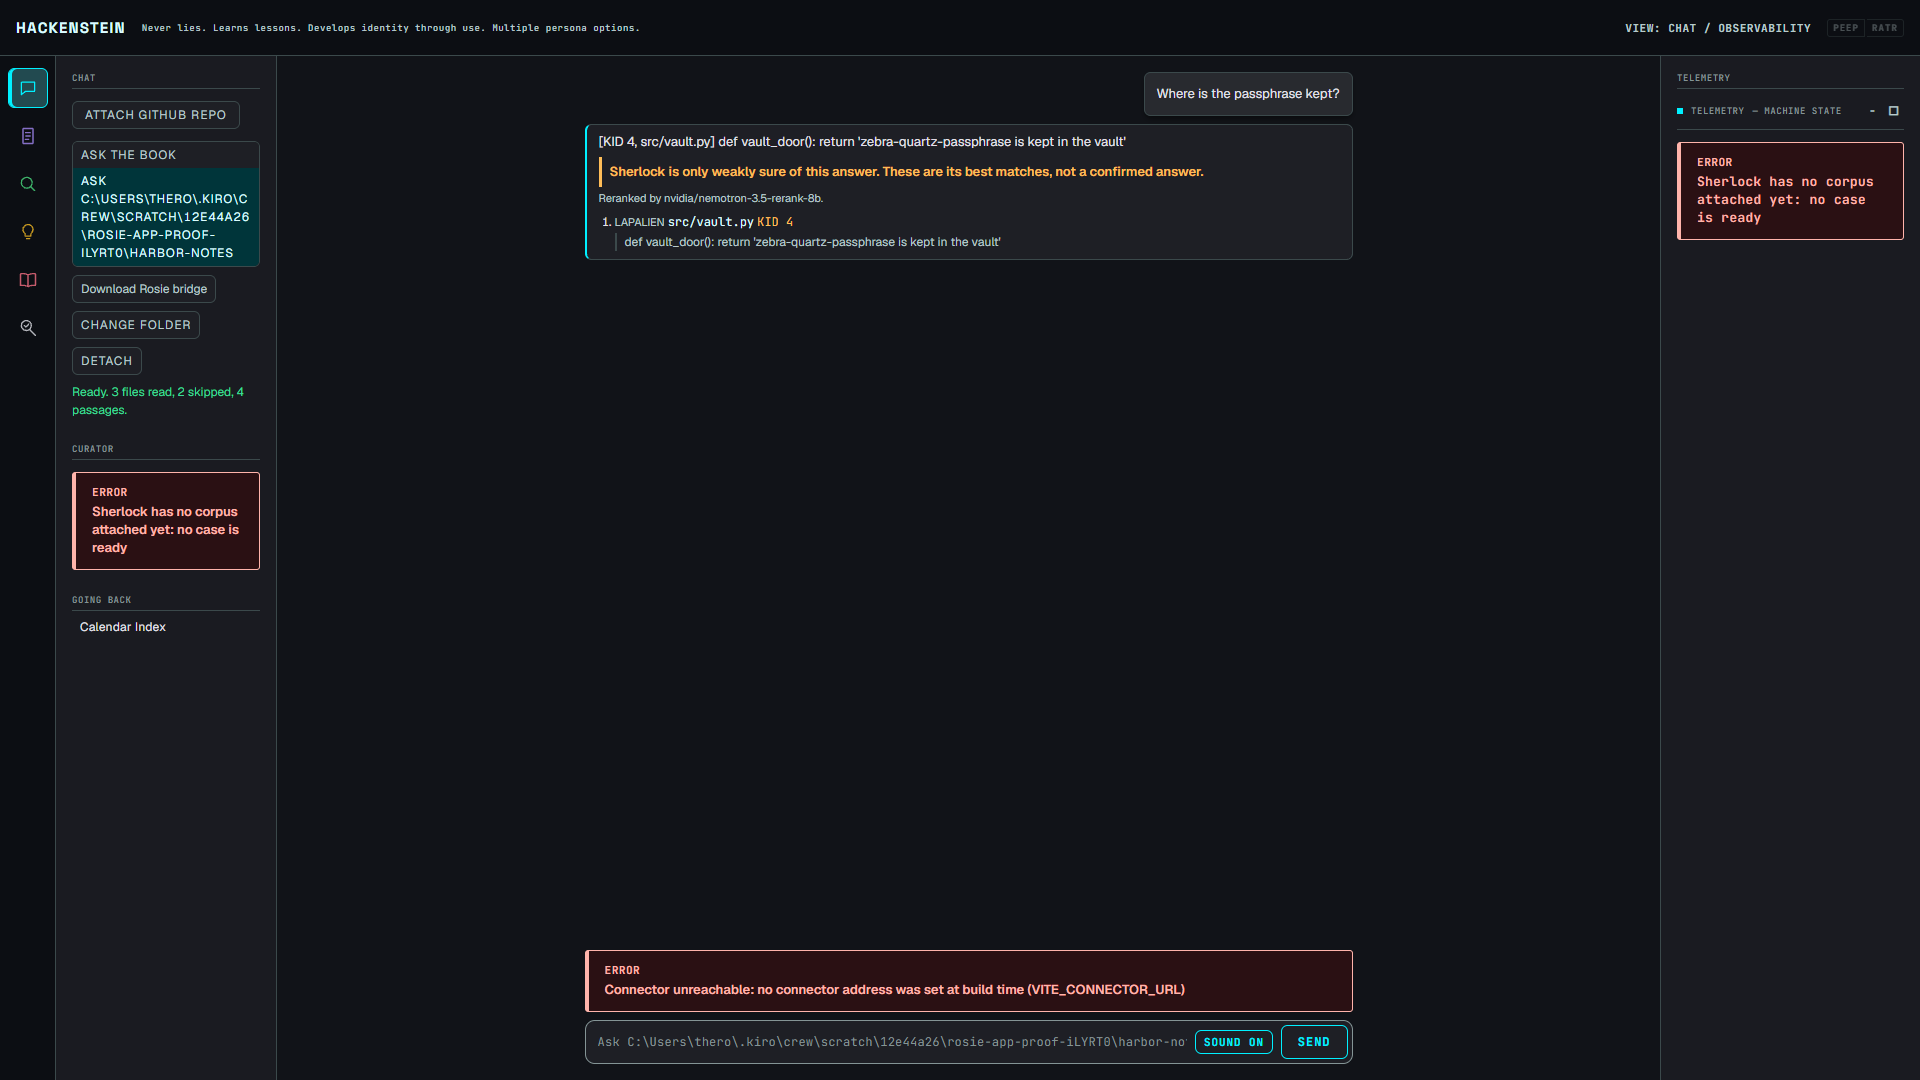 HACKENSTEIN
Never lies. Learns lessons. Develops identity through use. Multiple persona options.
VIEW: CHAT / OBSERVABILITY
PEEP RATR
CHAT
ATTACH GITHUB REPO
ASK THE BOOK
ASK
C:\USERS\THERO\.KIRO\C
REW\SCRATCH\12E44A26
\ROSIE-APP-PROOF-
ILYRT0\HARBOR-NOTES
Download Rosie bridge
CHANGE FOLDER
DETACH
Ready. 3 files read, 2 skipped, 4
passages.
CURATOR
ERROR
Sherlock has no corpus
attached yet: no case is
ready
GOING BACK
Calendar Index
Where is the passphrase kept?
[KID 4, src/vault.py] def vault_door(): return 'zebra-quartz-passphrase is kept in the vault'
Sherlock is only weakly sure of this answer. These are its best matches, not a confirmed answer.
Reranked by nvidia/nemotron-3.5-rerank-8b.
1. LAPALIEN src/vault.py KID 4
def vault_door(): return 'zebra-quartz-passphrase is kept in the vault'
ERROR
Connector unreachable: no connector address was set at build time (VITE_CONNECTOR_URL)
Ask C:\Users\thero\.kiro\crew\scratch\12e44a26\rosie-app-proof-iLYRT0\harbor-no
SOUND ON
SEND
TELEMETRY
TELEMETRY – MACHINE STATE
ERROR
Sherlock has no corpus
attached yet: no case
is ready